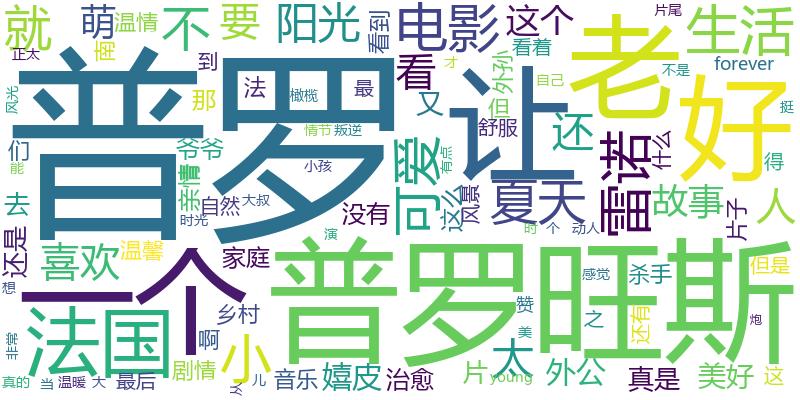 就 萌 温情 不 要 阳光 看到 电影 这个 片尾 老 生活
正太 南 到 那 法 橄榄 最 看 看着 才 自己 外孙 不是 forever
风光 普罗 让 好
们 爷爷 情节 叛逆 又 但 还 雷诺 什么 挺
能 亲情 小孩 可爱 有点 舒服 得
去 自然 大叔 没有 这么 风景 夏天 故事 人
还是 时光 演 时 个 动人 片子
喜欢 温馨 一个 家庭 普罗旺斯 感觉 杀手 但是
想 法国 乡村 赞 之 还有
非常 啊 小 美 太 炮
剧情 片 外公 真是 美好 这
真的 当 温暖 大 最后 从 儿 音乐 嬉皮 治愈 young